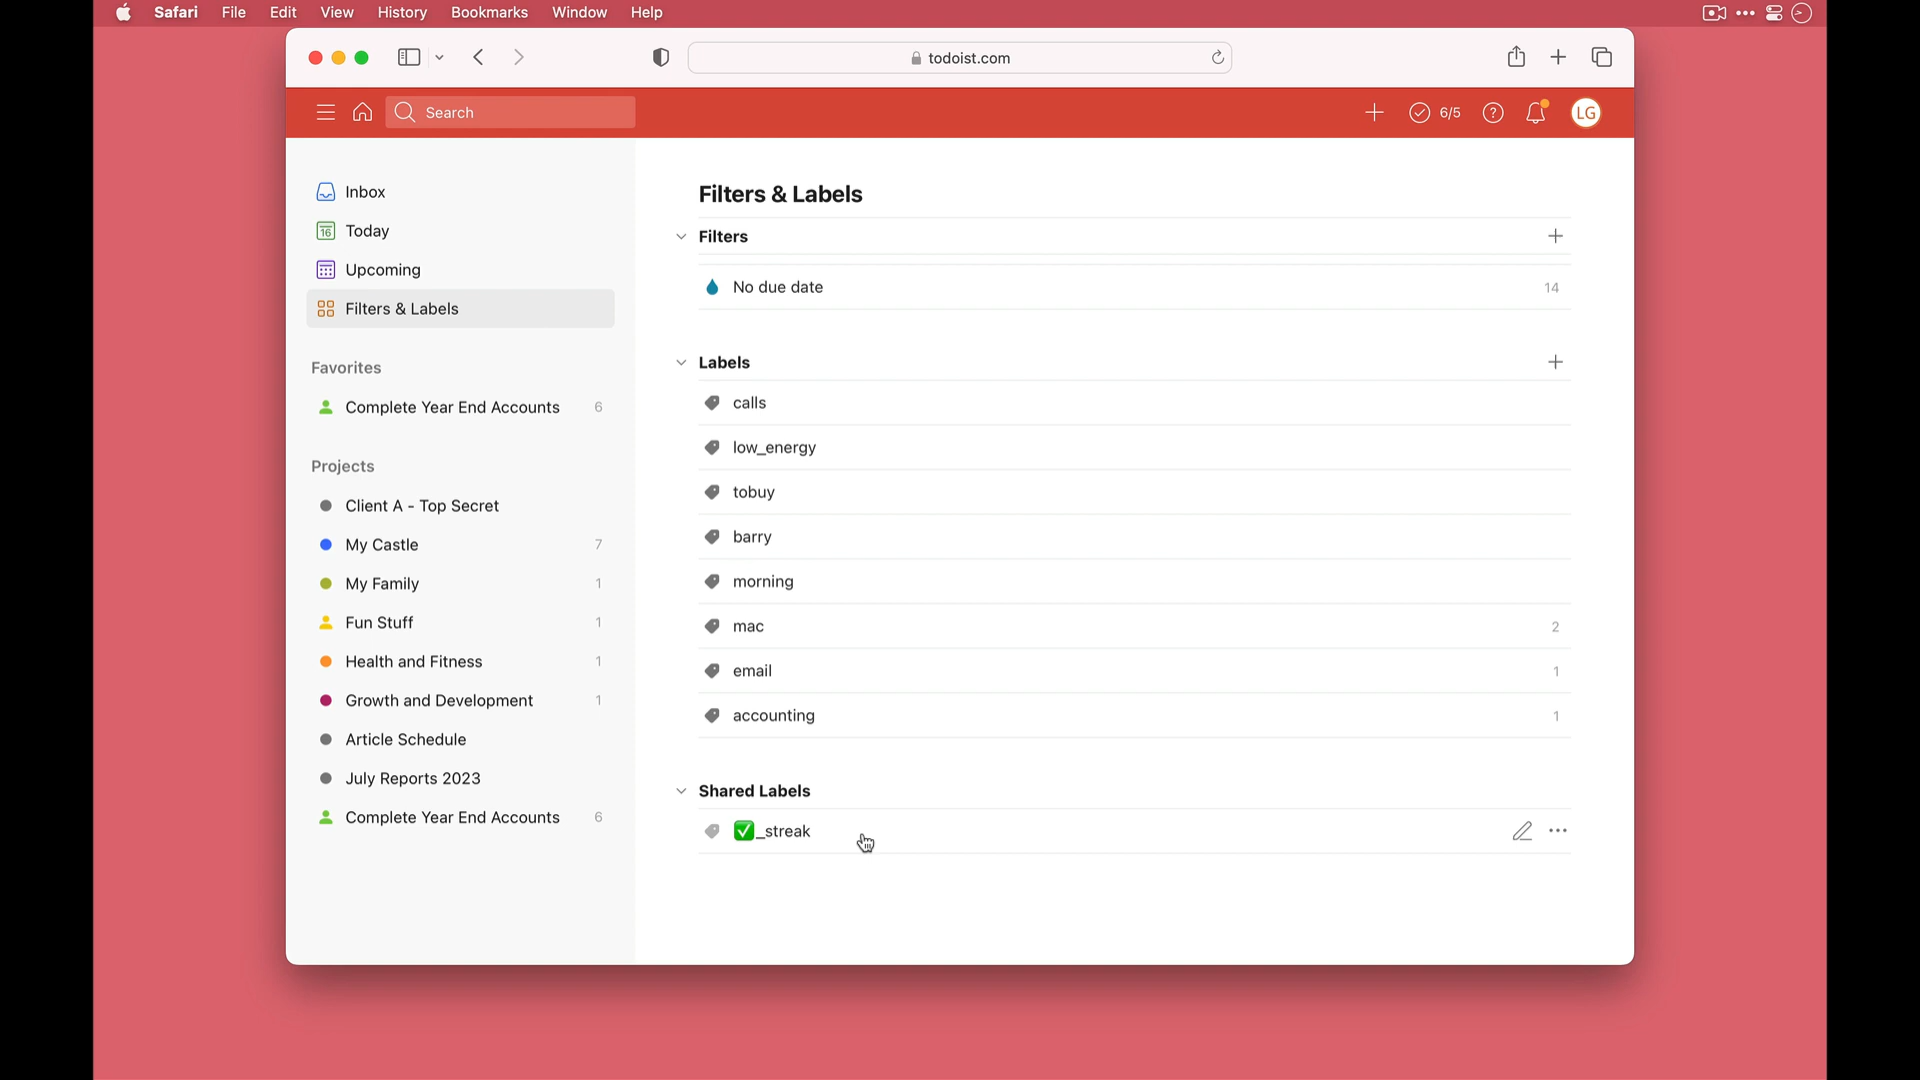 Safari File Edit View History Bookmarks Window Help
todoist.com
Search
6/5
LG
Inbox
16 Today
Upcoming
Filters & Labels
Favorites
Complete Year End Accounts 6
Projects
Client A - Top Secret
My Castle 7
My Family 1
Fun Stuff 1
Health and Fitness 1
Growth and Development 1
Article Schedule
July Reports 2023
Complete Year End Accounts 6
Filters & Labels
Filters
No due date 14
Labels
calls
low_energy
tobuy
barry
morning
mac 2
email 1
accounting 1
Shared Labels
✅_streak